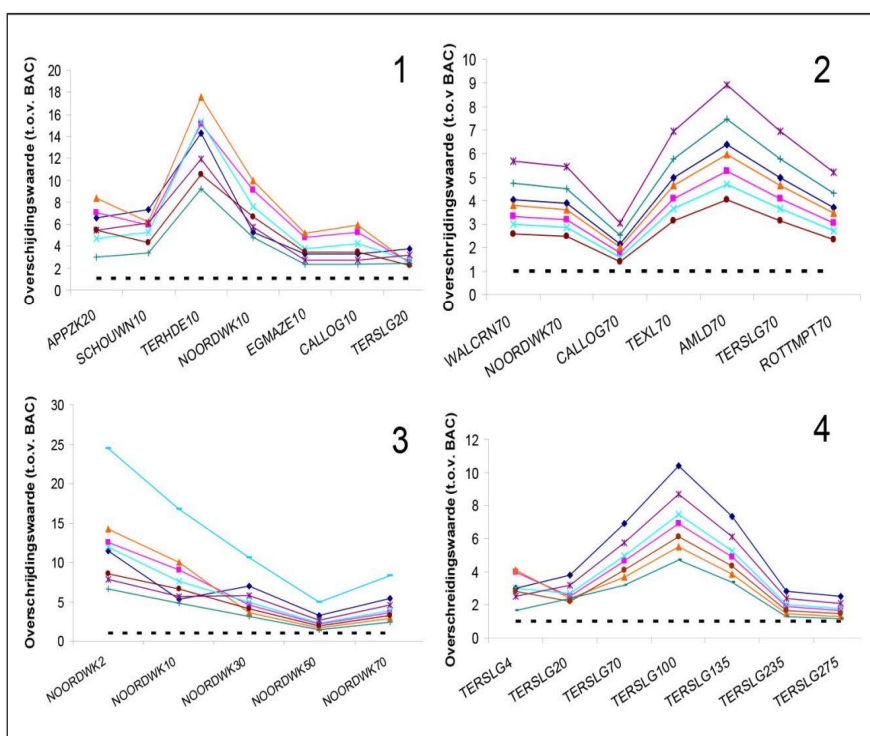 1
Overschrijdingswaarde (t.o.v. BAC)
20
18
16
14
12
10
8
6
4
2
0
APPZK20
SCHOUWN10
TERHDE10
NOORDWK10
EGMAZE10
CALLOG10
TERSLG20
2
Overschrijdingswaarde (t.o.v BAC)
10
9
8
7
6
5
4
3
2
1
0
WALCRN70
NOORDWK70
CALLOG70
TEXL70
AMLD70
TERSLG70
ROTTMPT70
3
Overschrijdingswaarde (t.o.v. BAC)
30
25
20
15
10
5
0
NOORDWK2
NOORDWK10
NOORDWK30
NOORDWK50
NOORDWK70
4
Overschreidingswaarde (t.o.v. BAC)
12
10
8
6
4
2
0
TERSLG4
TERSLG20
TERSLG70
TERSLG100
TERSLG135
TERSLG235
TERSLG275